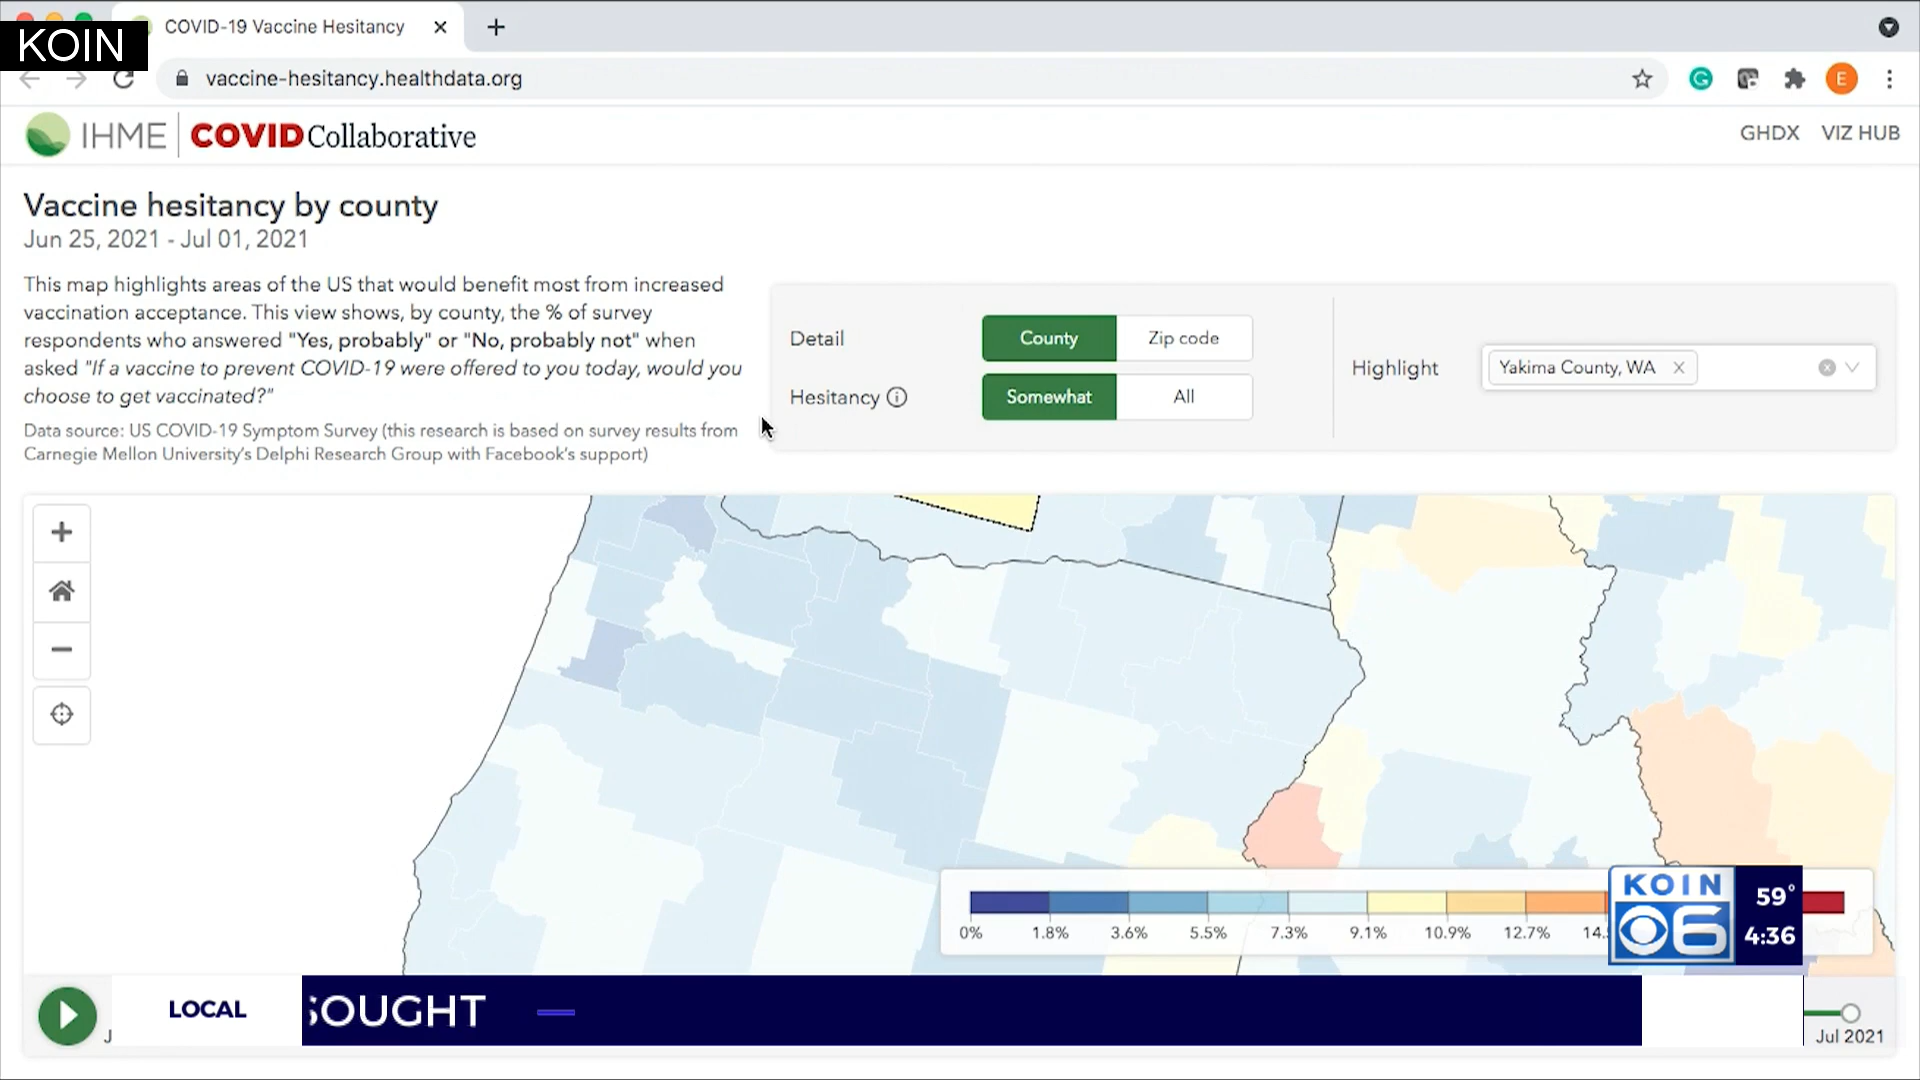 COVID-19 Vaccine Hesitancy
KOIN
vaccine-hesitancy.healthdata.org
E
IHME COVID Collaborative
GHDX VIZ HUB
Vaccine hesitancy by county
Jun 25, 2021 - Jul 01, 2021
This map highlights areas of the US that would benefit most from increased
vaccination acceptance. This view shows, by county, the % of survey
respondents who answered "Yes, probably" or "No, probably not" when
asked "If a vaccine to prevent COVID-19 were offered to you today, would you
choose to get vaccinated?"
Data source: US COVID-19 Symptom Survey (this research is based on survey results from
Carnegie Mellon University's Delphi Research Group with Facebook's support)
Detail
County
Zip code
Hesitancy
Somewhat
All
Highlight
Yakima County, WA
0% 1.8% 3.6% 5.5% 7.3% 9.1% 10.9% 12.7%
KOIN
6
59°
4:36
LOCAL
SOUGHT
J
Jul 2021